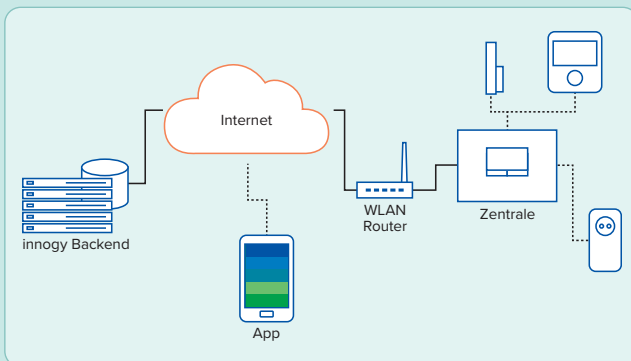 Internet
innogy Backend
WLAN
Router
Zentrale
App